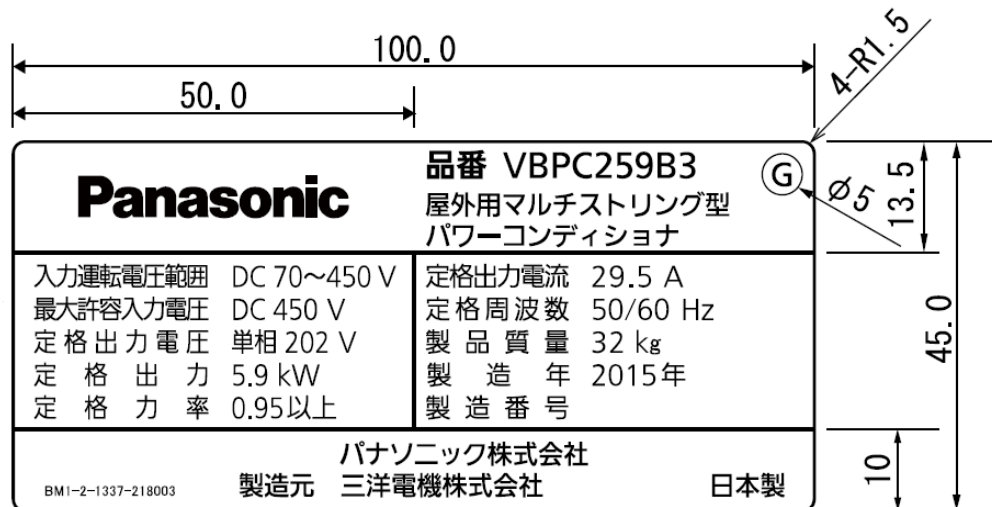 100.0
50.0
4-R1.5
Panasonic
品番 VBPC259B3
屋外用マルチストリング型
パワーコンディショナ
G
φ5
13.5
45.0
入力運転電圧範囲 DC 70～450 V
最大許容入力電圧 DC 450 V
定格出力電圧 単相 202 V
定格出力 5.9 kW
定格力率 0.95以上
定格出力電流 29.5 A
定格周波数 50/60 Hz
製品質量 32 kg
製造年 2015年
製造番号
パナソニック株式会社
BM1-2-1337-218003 製造元 三洋電機株式会社 日本製
10